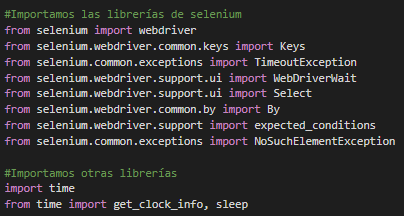 #Importamos las librerías de selenium
from selenium import webdriver
from selenium.webdriver.common.keys import Keys
from selenium.common.exceptions import TimeoutException
from selenium.webdriver.support.ui import WebDriverWait
from selenium.webdriver.support.ui import Select
from selenium.webdriver.common.by import By
from selenium.webdriver.support import expected_conditions
from selenium.common.exceptions import NoSuchElementException
#Importamos otras librerías
import time
from time import get_clock_info, sleep